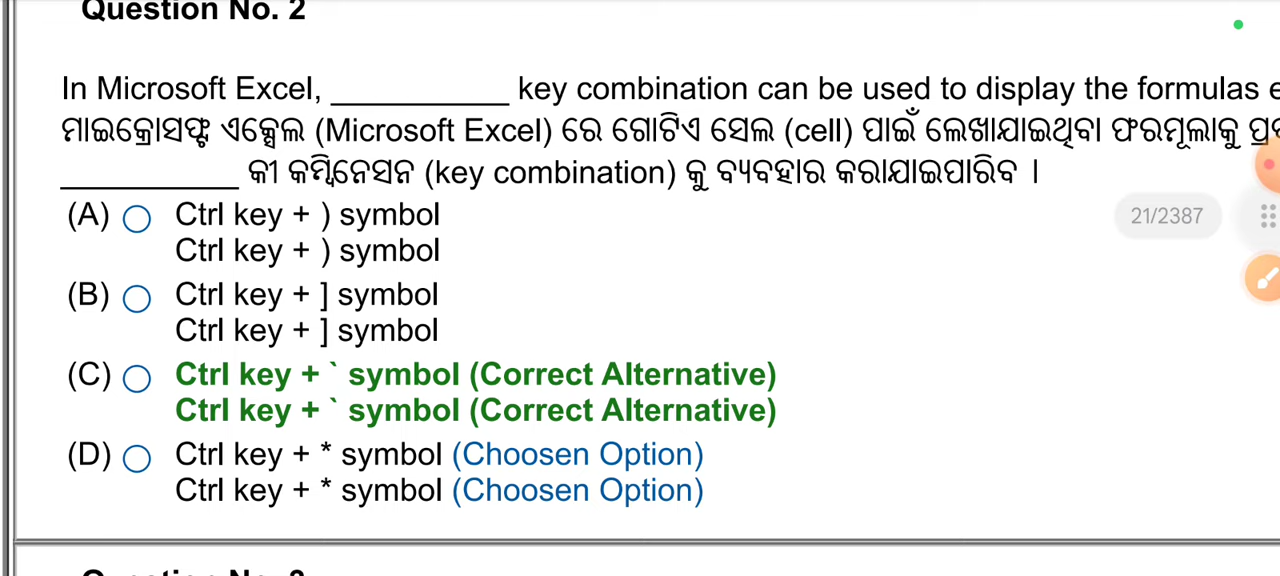 Question No. 2
In Microsoft Excel, __________ key combination can be used to display the formulas
ମାଇକ୍ରୋସଫ୍ଟ ଏକ୍ସେଲ (Microsoft Excel) ରେ ଗୋଟିଏ ସେଲ (cell) ପାଇଁ ଲେଖାଯାଇଥିବା ଫରମୂଲାକୁ
__________ କୀ କମ୍ବିନେସନ (key combination) କୁ ବ୍ୟବହାର କରାଯାଇପାରିବ ।
(A) Ctrl key + ) symbol
Ctrl key + ) symbol
21/2387
(B) Ctrl key + ] symbol
Ctrl key + ] symbol
(C) Ctrl key + ` symbol (Correct Alternative)
Ctrl key + ` symbol (Correct Alternative)
(D) Ctrl key + * symbol (Choosen Option)
Ctrl key + * symbol (Choosen Option)